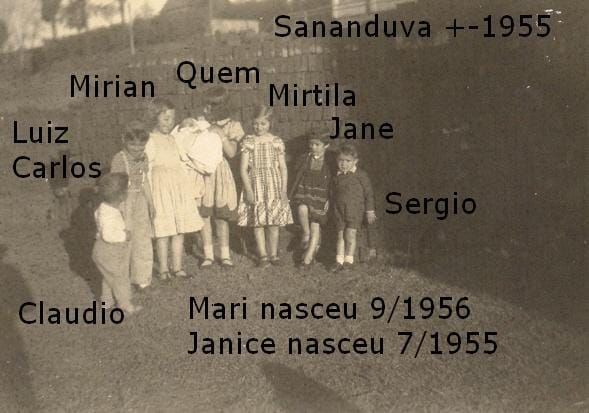 Sananduva +-1955
Quem
Mirian
Mirtila
Jane
Luiz
Carlos
Sergio
Claudio
Mari nasceu 9/1956
Janice nasceu 7/1955